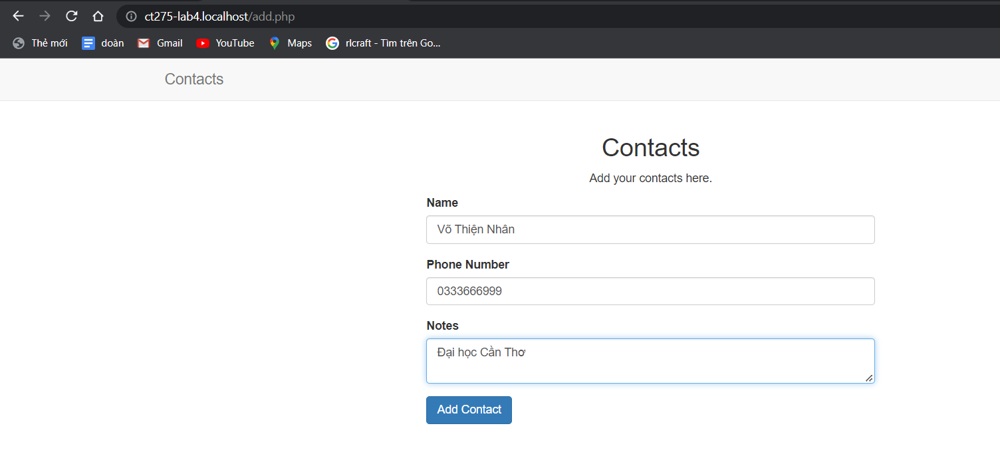 ct275-lab4.localhost/add.php
Thẻ mới doàn Gmail YouTube Maps rlcraft - Tìm trên Go...
Contacts
Contacts
Add your contacts here.
Name
Võ Thiện Nhân
Phone Number
0333666999
Notes
Đại học Cần Thơ
Add Contact